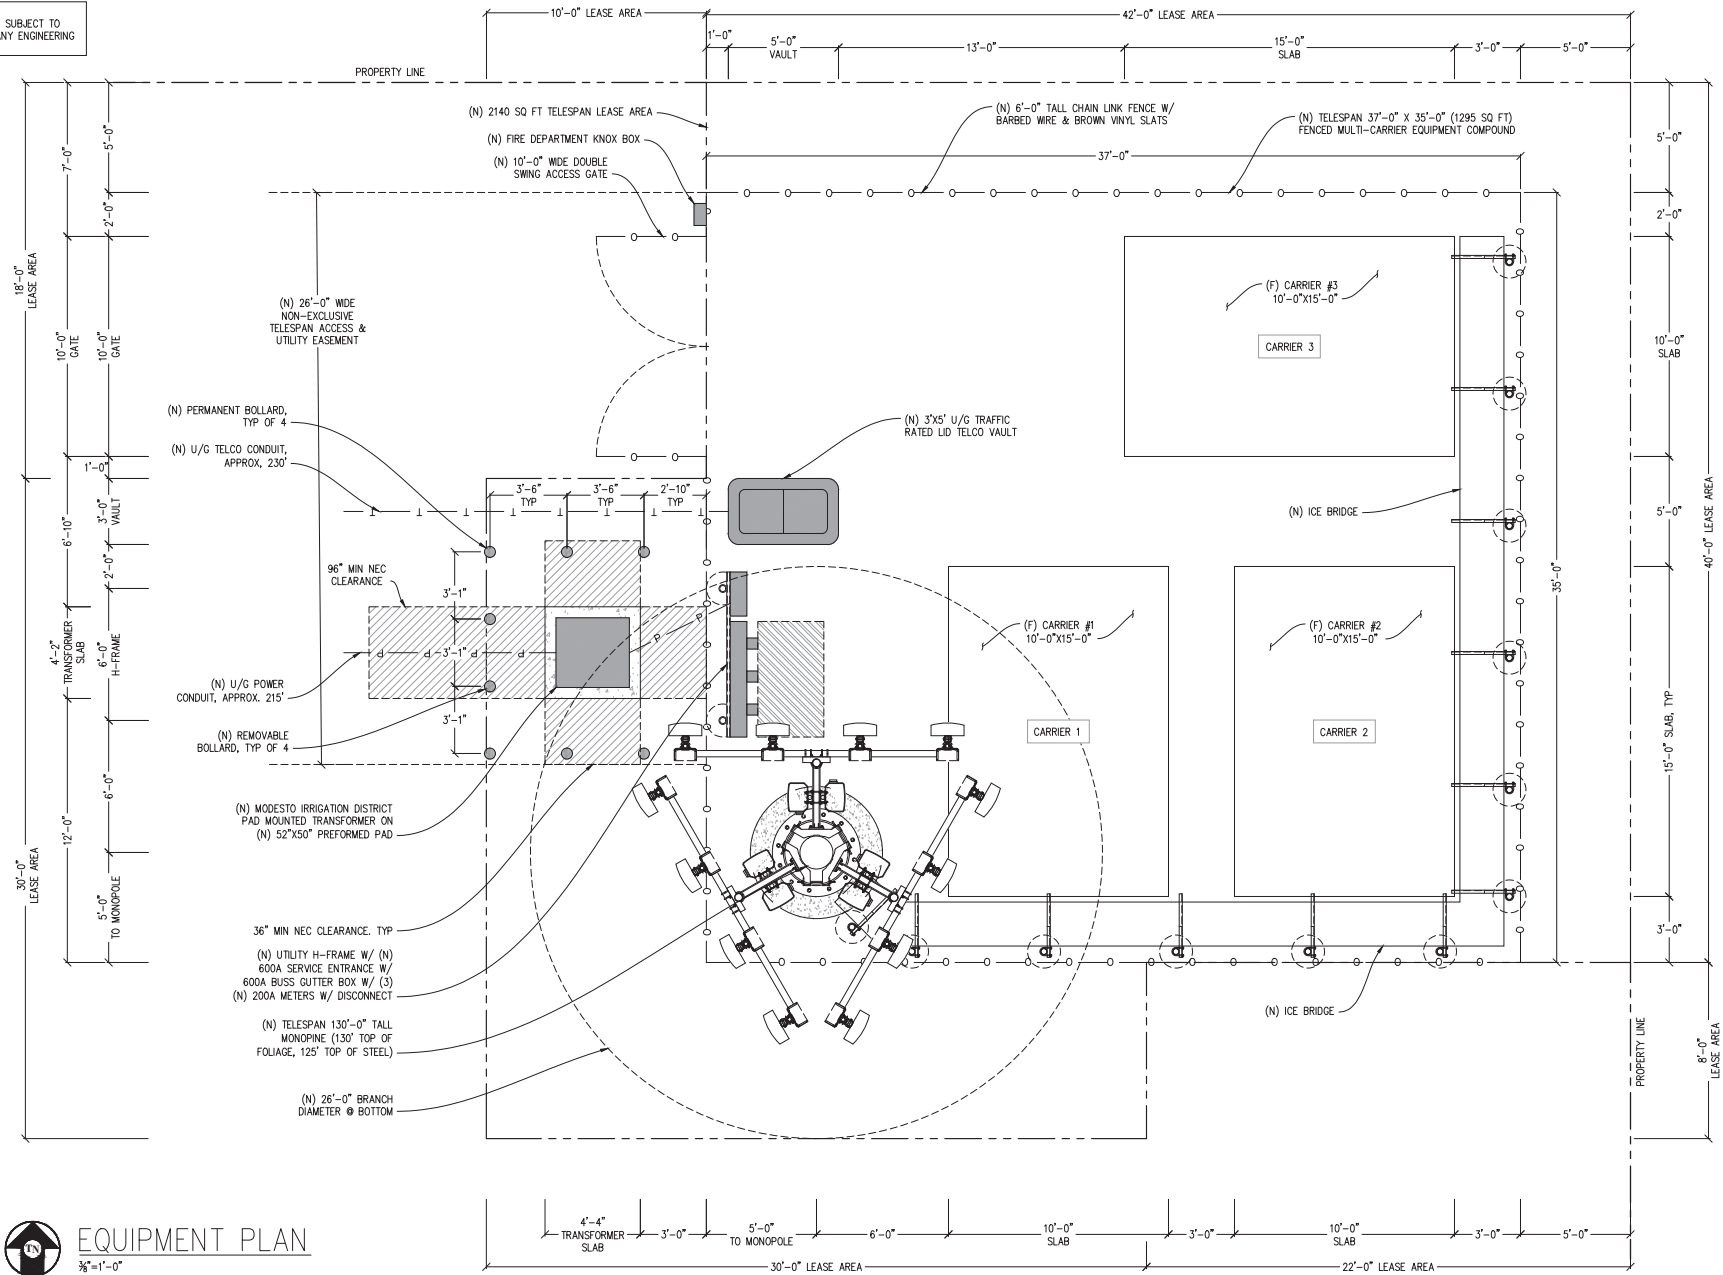 SUBJECT TO
ANY ENGINEERING
10'-0" LEASE AREA
42'-0" LEASE AREA
1'-0"
5'-0"
VAULT
13'-0"
15'-0"
SLAB
3'-0"
5'-0"
PROPERTY LINE
(N) 2140 SQ FT TELESPAN LEASE AREA
(N) FIRE DEPARTMENT KNOX BOX
(N) 10'-0" WIDE DOUBLE
SWING ACCESS GATE
(N) 6'-0" TALL CHAIN LINK FENCE W/
BARBED WIRE & BROWN VINYL SLATS
(N) TELESPAN 37'-0" X 35'-0" (1295 SQ FT)
FENCED MULTI-CARRIER EQUIPMENT COMPOUND
37'-0"
18'-0"
LEASE AREA
7'-0"
5'-0"
2'-0"
10'-0"
GATE
10'-0"
GATE
1'-0"
3'-0"
VAULT
6'-10"
2'-0"
4'-2"
TRANSFORMER
SLAB
6'-0"
H-FRAME
6'-0"
12'-0"
5'-0"
TO MONOPOLE
30'-0"
LEASE AREA
(N) 26'-0" WIDE
NON-EXCLUSIVE
TELESPAN ACCESS &
UTILITY EASEMENT
(N) PERMANENT BOLLARD,
TYP OF 4
(N) U/G TELCO CONDUIT,
APPROX, 230'
96" MIN NEC
CLEARANCE
(N) U/G POWER
CONDUIT, APPROX. 215'
(N) REMOVABLE
BOLLARD, TYP OF 4
(N) MODESTO IRRIGATION DISTRICT
PAD MOUNTED TRANSFORMER ON
(N) 52"X50" PREFORMED PAD
36" MIN NEC CLEARANCE. TYP
(N) UTILITY H-FRAME W/ (N)
600A SERVICE ENTRANCE W/
600A BUSS GUTTER BOX W/ (3)
(N) 200A METERS W/ DISCONNECT
(N) TELESPAN 130'-0" TALL
MONOPINE (130' TOP OF
FOLIAGE, 125' TOP OF STEEL)
(N) 26'-0" BRANCH
DIAMETER @ BOTTOM
3'-6"
TYP
3'-6"
TYP
2'-10"
TYP
3'-1"
3'-1"
3'-1"
P
P
P
P
P
P
(N) 3'X5' U/G TRAFFIC
RATED LID TELCO VAULT
(F) CARRIER #3
10'-0"X15'-0"
CARRIER 3
(F) CARRIER #1
10'-0"X15'-0"
CARRIER 1
(F) CARRIER #2
10'-0"X15'-0"
CARRIER 2
(N) ICE BRIDGE
(N) ICE BRIDGE
35'-0"
5'-0"
2'-0"
10'-0"
SLAB
5'-0"
15'-0" SLAB, TYP
3'-0"
40'-0" LEASE AREA
8'-0"
LEASE AREA
PROPERTY LINE
4'-4"
TRANSFORMER
SLAB
3'-0"
5'-0"
TO MONOPOLE
6'-0"
10'-0"
SLAB
3'-0"
10'-0"
SLAB
3'-0"
5'-0"
30'-0" LEASE AREA
22'-0" LEASE AREA
TN
EQUIPMENT PLAN
3/8"=1'-0"